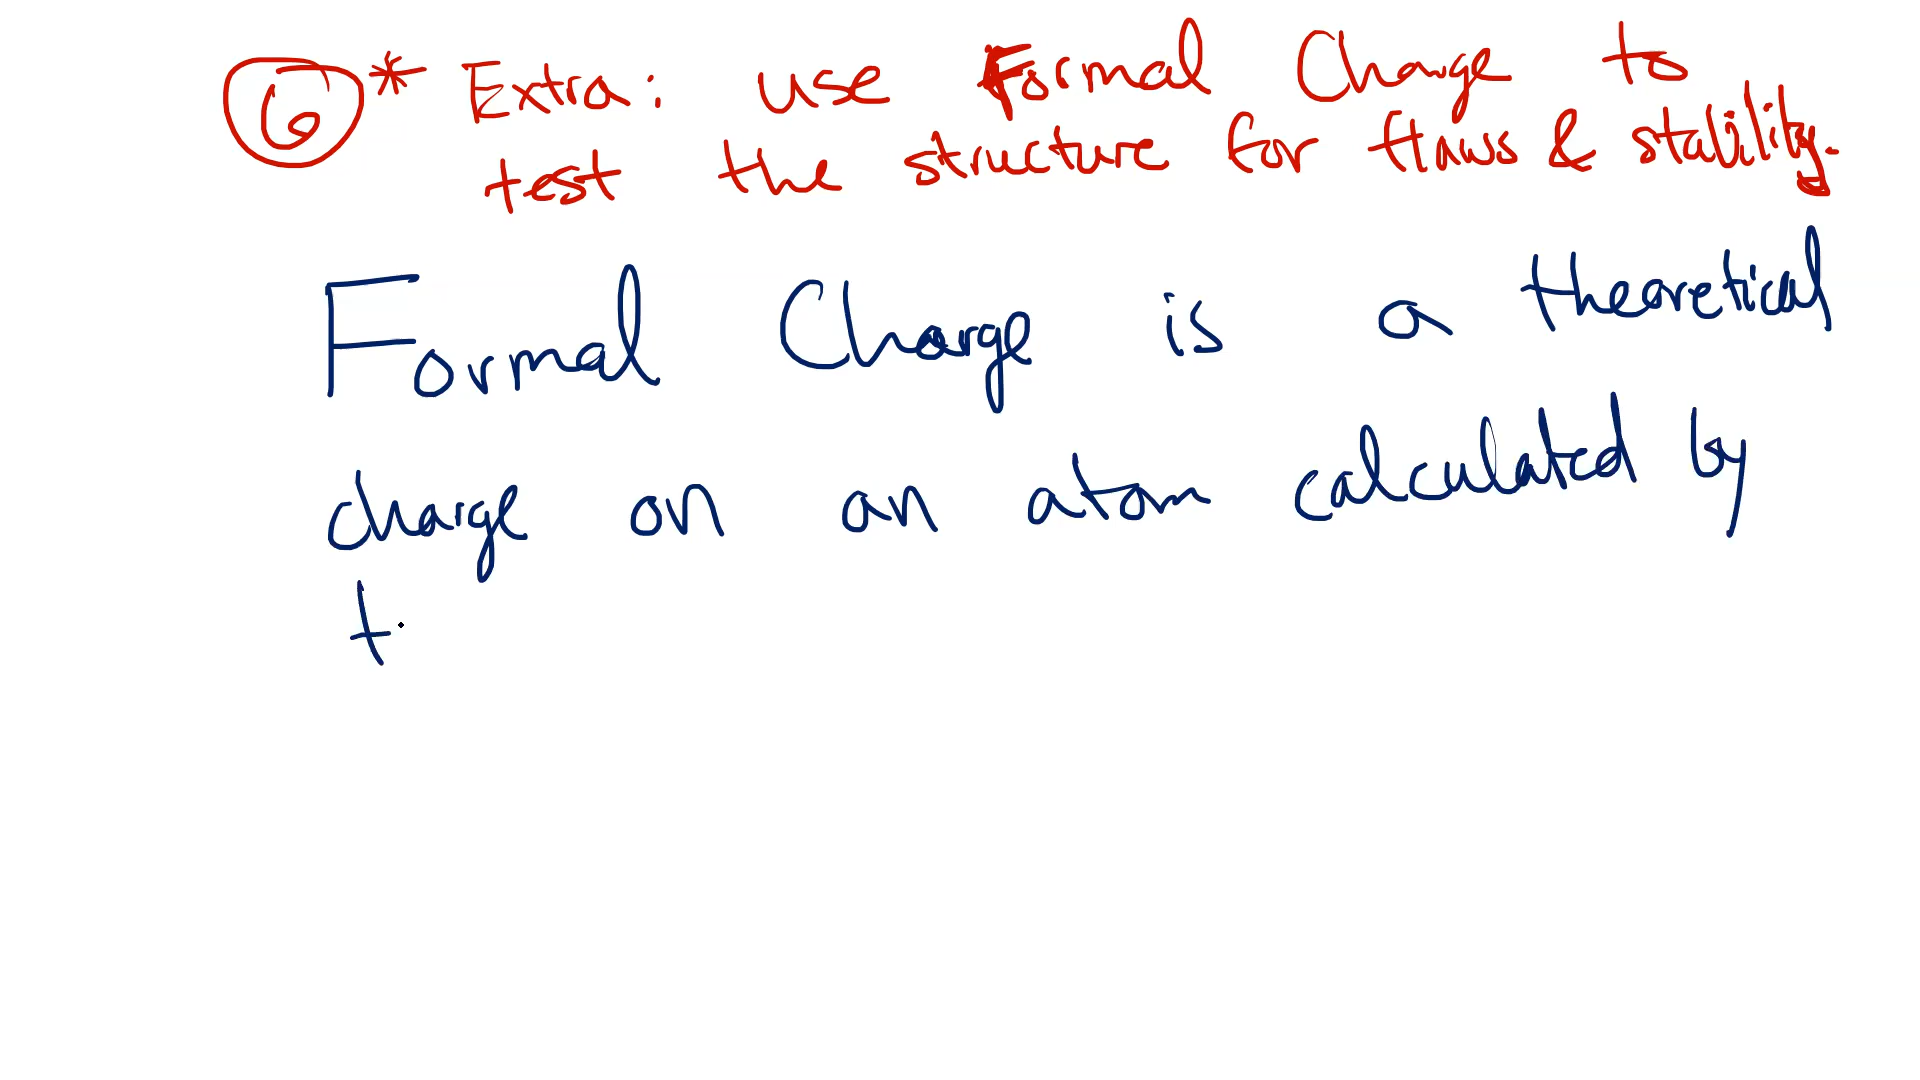 6 * Extra: use Formal Charge to
test the structure for flaws & stability.
Formal Charge is a theoretical
charge on an atom calculated by
t